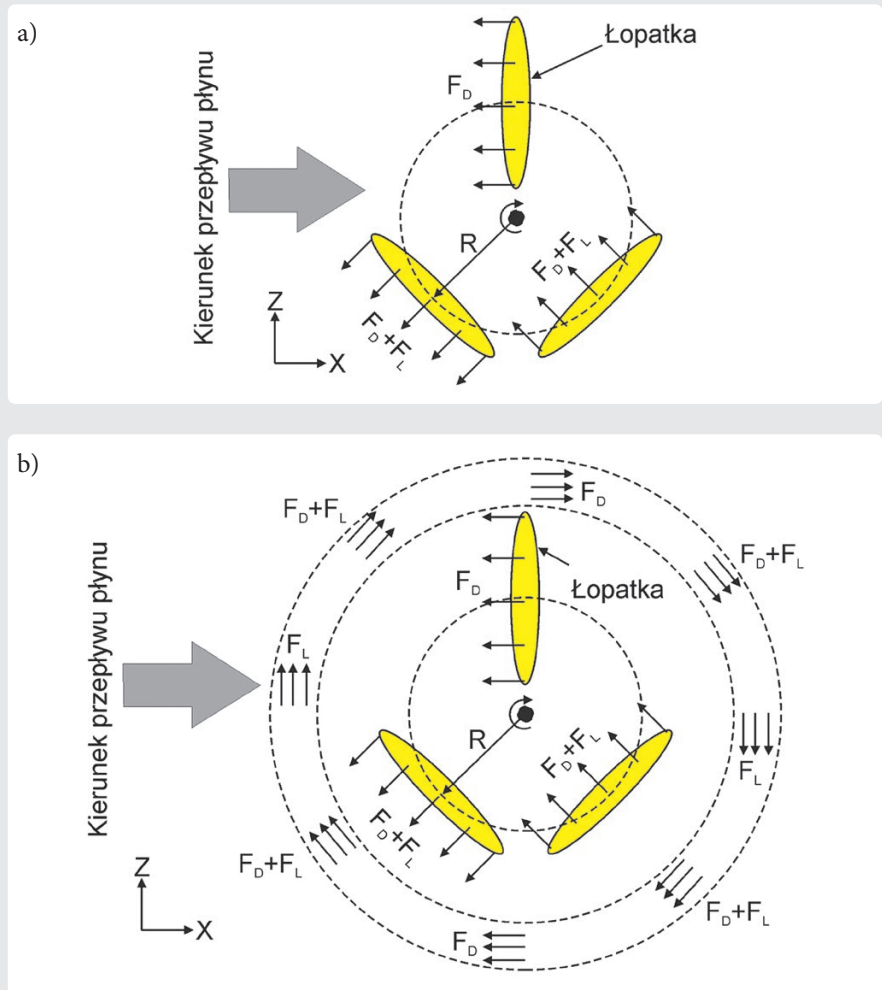 a)
Kierunek przepływu płynu
Łopatka
F_D
R
F_D+F_L
F_D+F_L
Z
X
b)
Kierunek przepływu płynu
F_D
F_D+F_L
F_D+F_L
F_D
Łopatka
F_L
R
F_D+F_L
F_D+F_L
F_L
F_D+F_L
F_D+F_L
F_D
Z
X